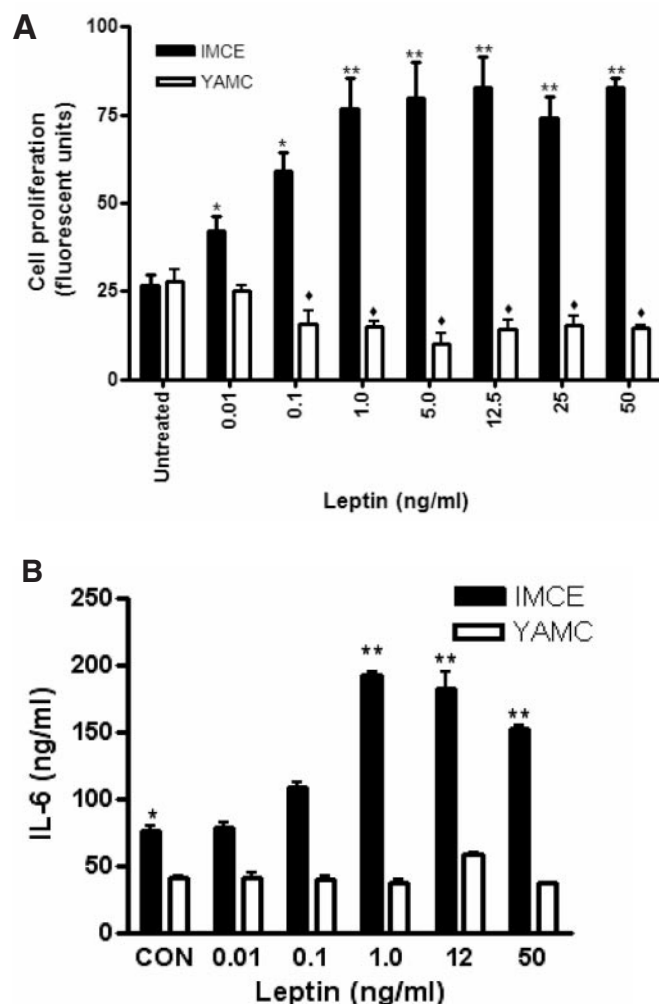 A
IMCE
YAMC
Cell proliferation
(fluorescent units)
100
75
50
25
0
* * ** ** ** ** **
♦ ♦ ♦ ♦ ♦ ♦
Untreated 0.01 0.1 1.0 5.0 12.5 25 50
Leptin (ng/ml)
B
IMCE
YAMC
IL-6 (ng/ml)
250
200
150
100
50
0
* ** ** **
CON 0.01 0.1 1.0 12 50
Leptin (ng/ml)